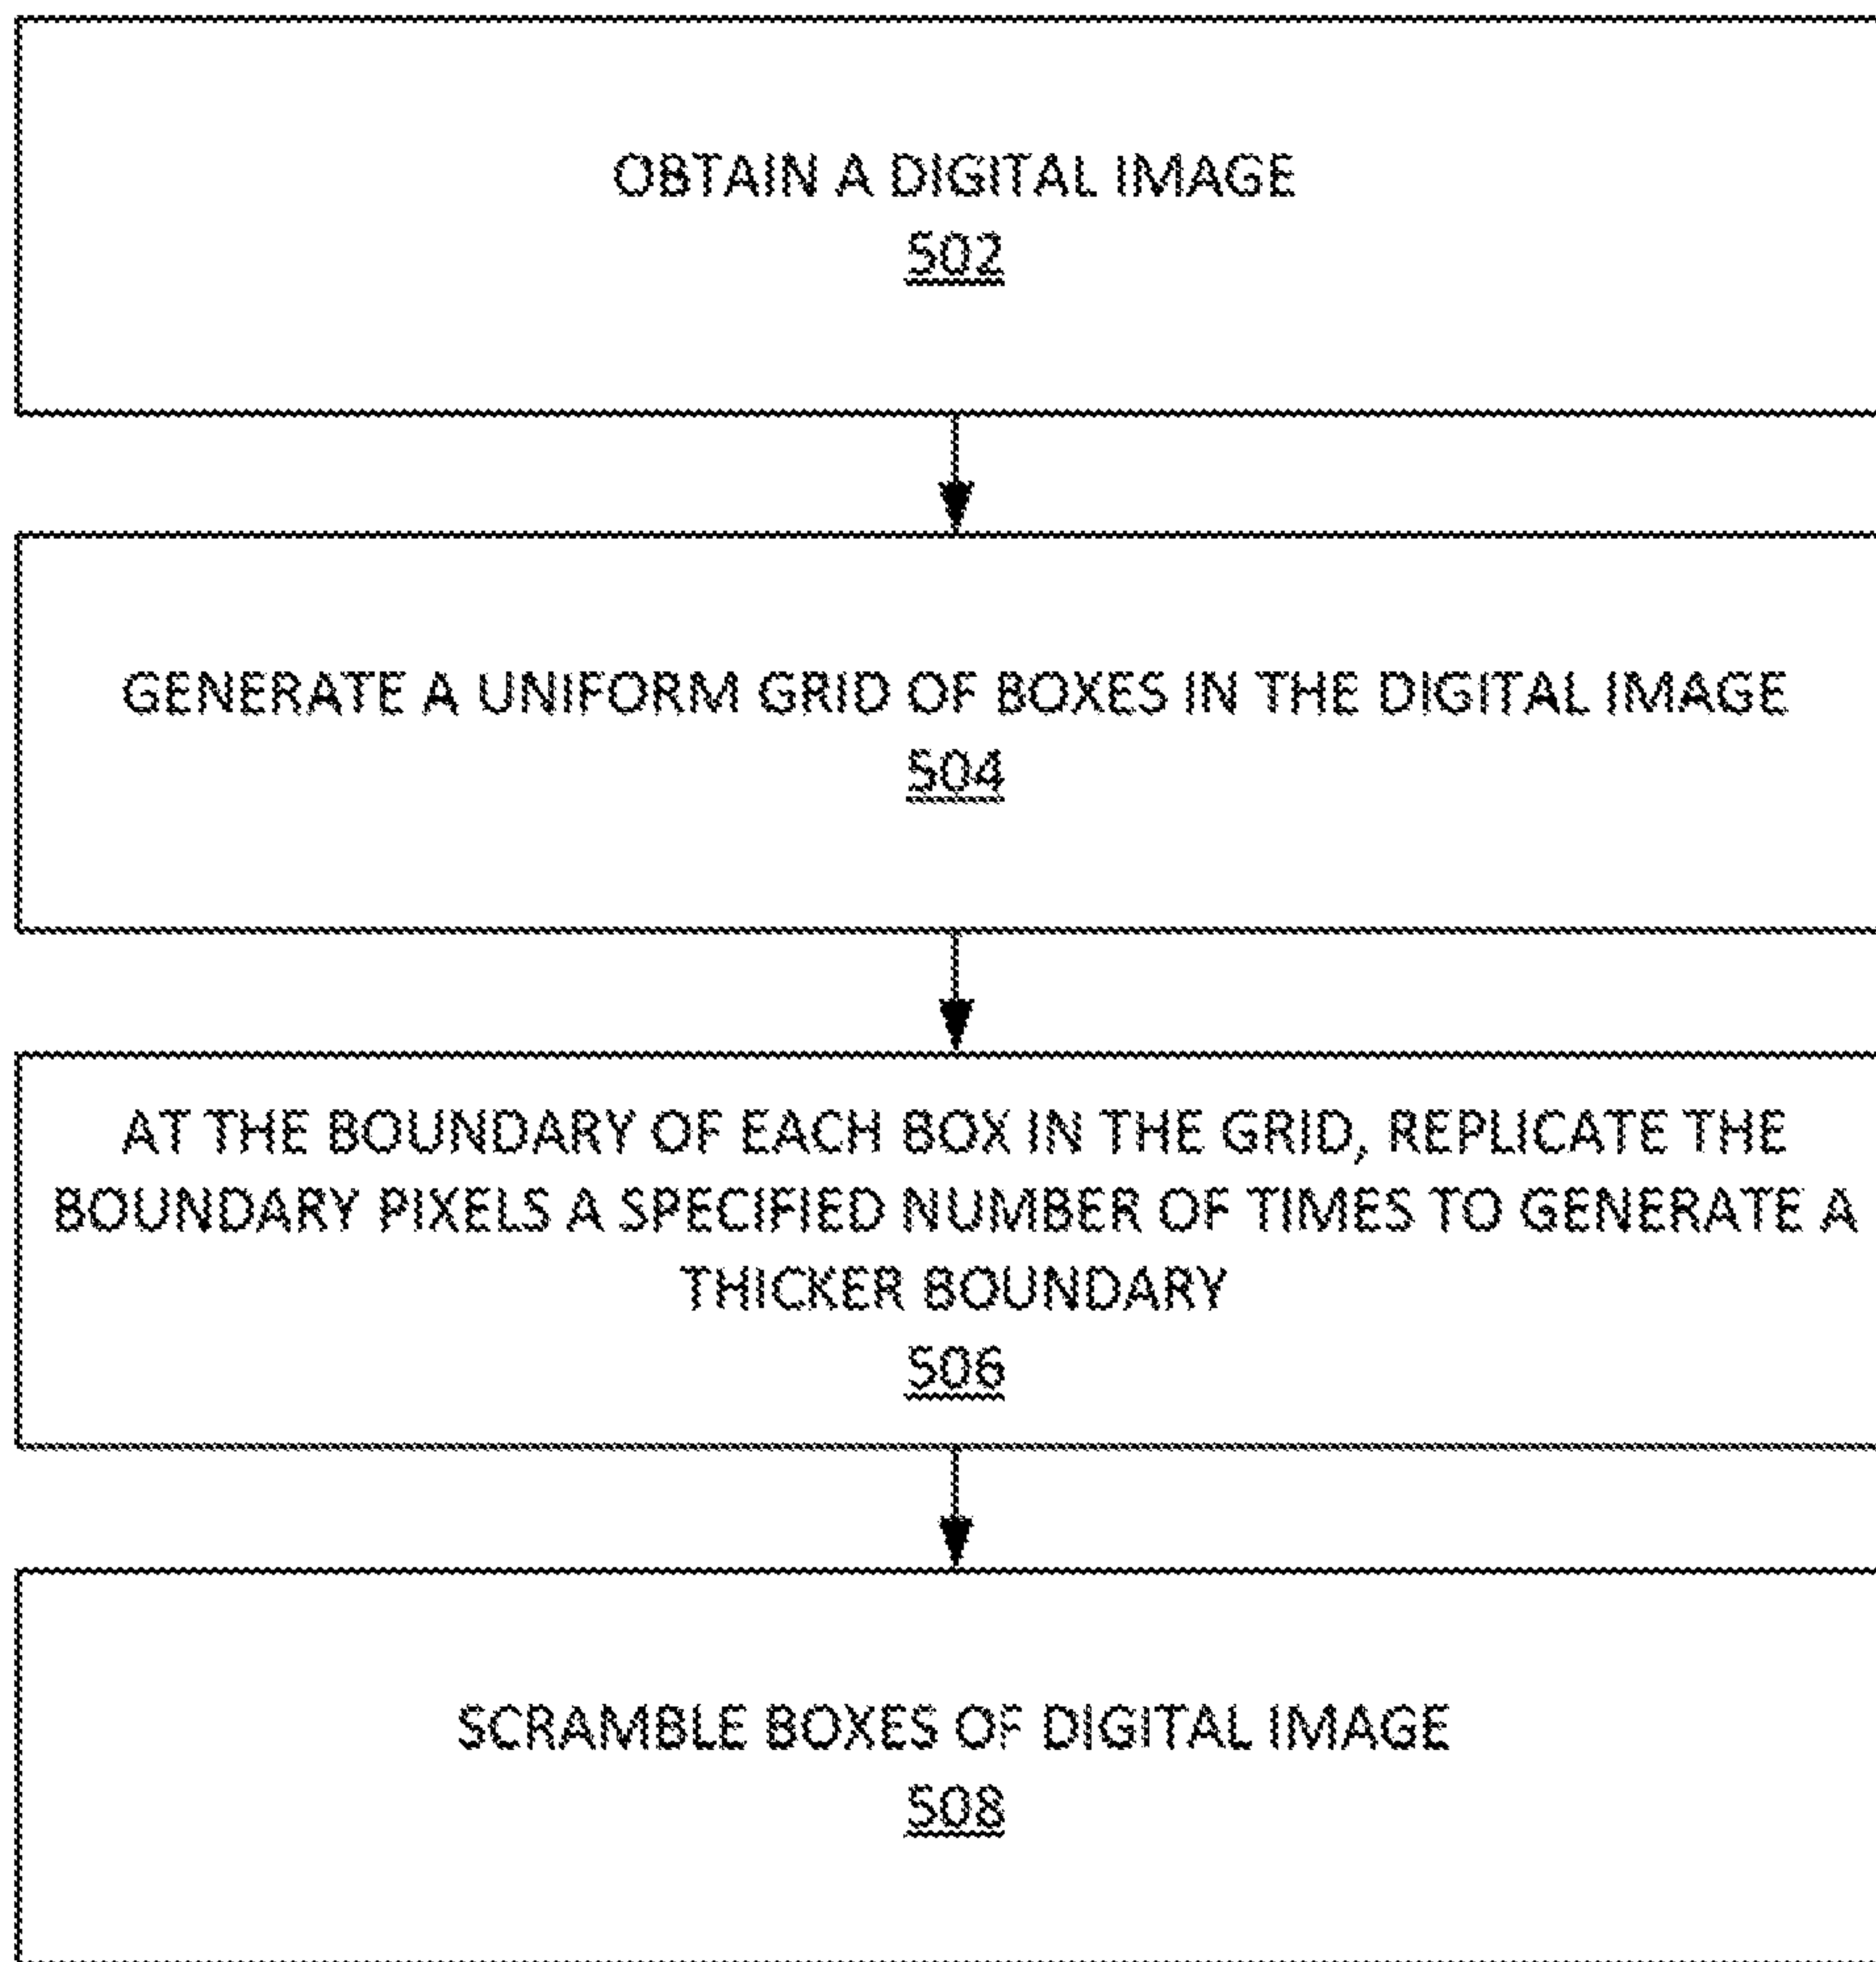 OBTAIN A DIGITAL IMAGE
502
GENERATE A UNIFORM GRID OF BOXES IN THE DIGITAL IMAGE
504
AT THE BOUNDARY OF EACH BOX IN THE GRID, REPLICATE THE
BOUNDARY PIXELS A SPECIFIED NUMBER OF TIMES TO GENERATE A
THICKER BOUNDARY
506
SCRAMBLE BOXES OF DIGITAL IMAGE
508